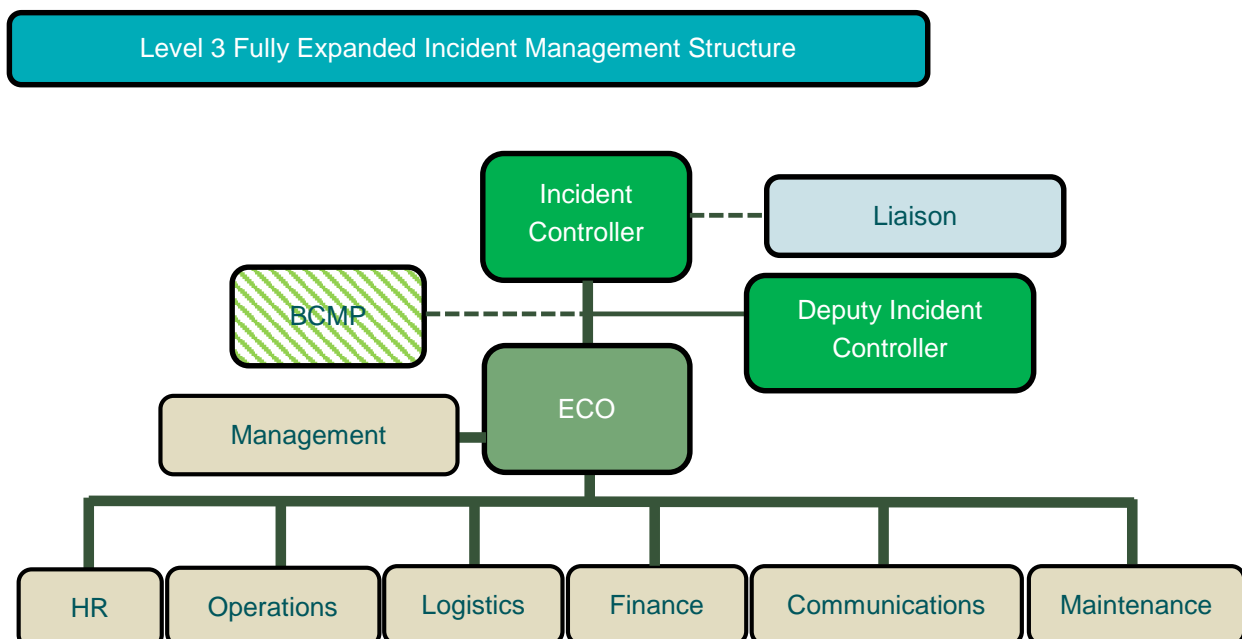 Level 3 Fully Expanded Incident Management Structure
Incident
Controller
Liaison
BCMP
Deputy Incident
Controller
ECO
Management
HR
Operations
Logistics
Finance
Communications
Maintenance